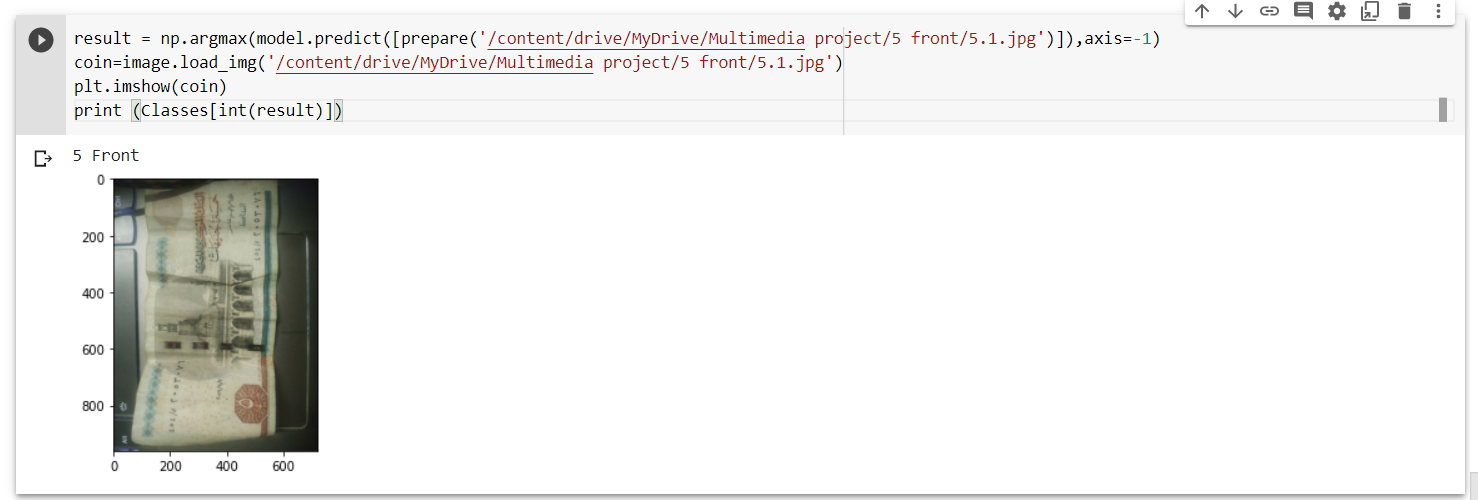 result = np.argmax(model.predict([prepare('/content/drive/MyDrive/Multimedia project/5 front/5.1.jpg')]),axis=-1)
coin=image.load_img('/content/drive/MyDrive/Multimedia project/5 front/5.1.jpg')
plt.imshow(coin)
print (Classes[int(result)])
5 Front
0
200
400
600
800
0 200 400 600